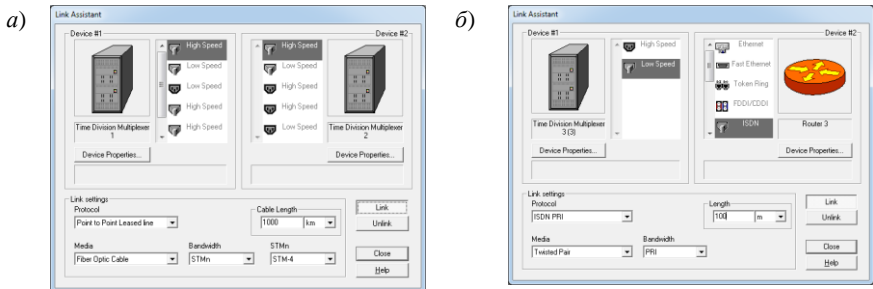 а)
Link Assistant
Device #1
High Speed
Low Speed
Low Speed
High Speed
High Speed
Time Division Multiplexer
1
Device Properties...
Device #2
High Speed
Low Speed
High Speed
High Speed
Low Speed
Time Division Multiplexer
2
Device Properties...
Link settings
Protocol
Point to Point Leased line
Cable Length
1000 km
Media
Fiber Optic Cable
Bandwidth
STMn
STMn
STM-4
Link
Unlink
Close
Help
б)
Link Assistant
Device #1
High Speed
Low Speed
Time Division Multiplexer
3 (3)
Device Properties...
Device #2
Ethernet
Fast Ethernet
Token Ring
FDDI/CDDI
ISDN
Router 3
Device Properties...
Link settings
Protocol
ISDN PRI
Length
100 m
Media
Twisted Pair
Bandwidth
PRI
Link
Unlink
Close
Help